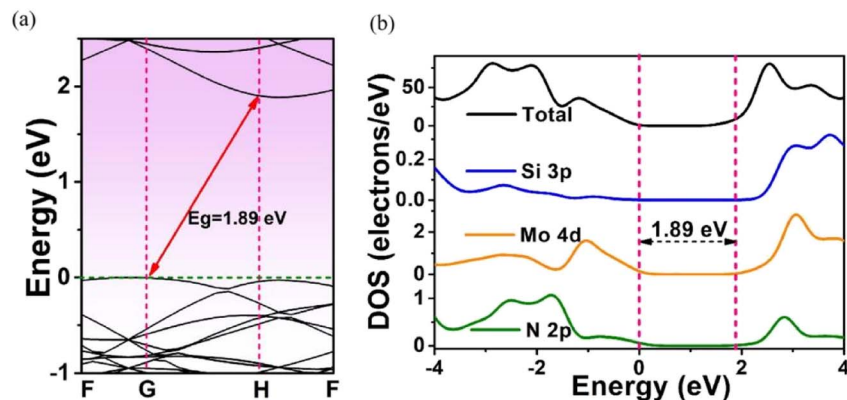 (a)
(b)
Energy (eV)
2
1
0
-1
Eg=1.89 eV
F G H F
DOS (electrons/eV)
50
0
Total
0.2
0.0
Si 3p
2
0
Mo 4d
1.89 eV
1
0
N 2p
-4 -2 0 2 4
Energy (eV)